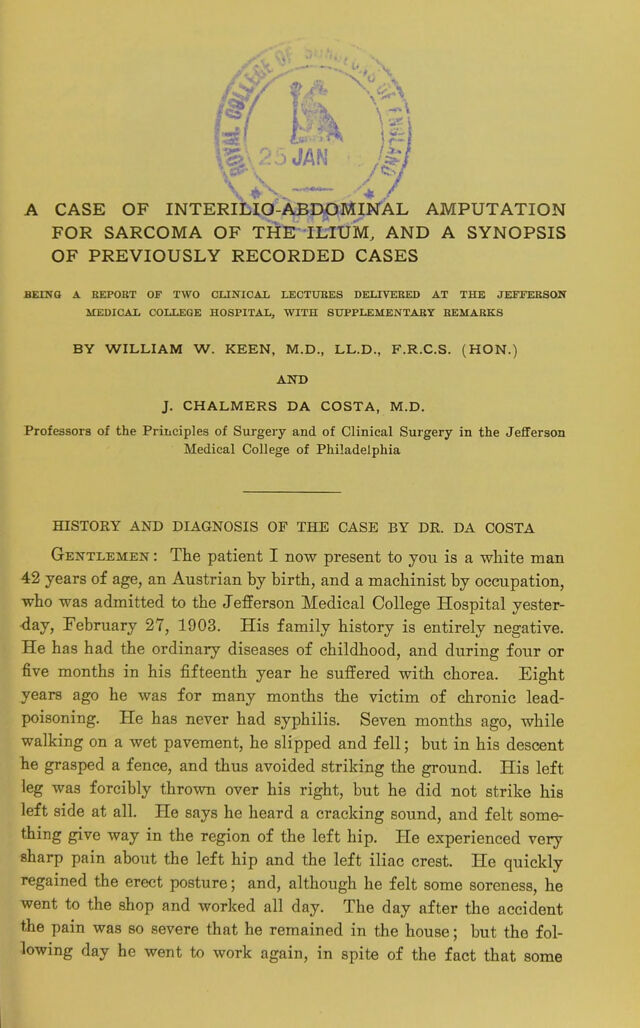 ROYAL COLLEGE OF SURGEONS OF ENGLAND
25 JAN
A CASE OF INTERILIO-ABDOMINAL AMPUTATION
FOR SARCOMA OF THE ILIUM, AND A SYNOPSIS
OF PREVIOUSLY RECORDED CASES
BEING A REPORT OF TWO CLINICAL LECTURES DELIVERED AT THE JEFFERSON
MEDICAL COLLEGE HOSPITAL, WITH SUPPLEMENTARY REMARKS
BY WILLIAM W. KEEN, M.D., LL.D., F.R.C.S. (HON.)
AND
J. CHALMERS DA COSTA, M.D.
Professors of the Principles of Surgery and of Clinical Surgery in the Jefferson
Medical College of Philadelphia
HISTORY AND DIAGNOSIS OF THE CASE BY DR. DA COSTA
GENTLEMEN: The patient I now present to you is a white man
42 years of age, an Austrian by birth, and a machinist by occupation,
who was admitted to the Jefferson Medical College Hospital yester-
day, February 27, 1903. His family history is entirely negative.
He has had the ordinary diseases of childhood, and during four or
five months in his fifteenth year he suffered with chorea. Eight
years ago he was for many months the victim of chronic lead-
poisoning. He has never had syphilis. Seven months ago, while
walking on a wet pavement, he slipped and fell; but in his descent
he grasped a fence, and thus avoided striking the ground. His left
leg was forcibly thrown over his right, but he did not strike his
left side at all. He says he heard a cracking sound, and felt some-
thing give way in the region of the left hip. He experienced very
sharp pain about the left hip and the left iliac crest. He quickly
regained the erect posture; and, although he felt some soreness, he
went to the shop and worked all day. The day after the accident
the pain was so severe that he remained in the house; but the fol-
lowing day he went to work again, in spite of the fact that some